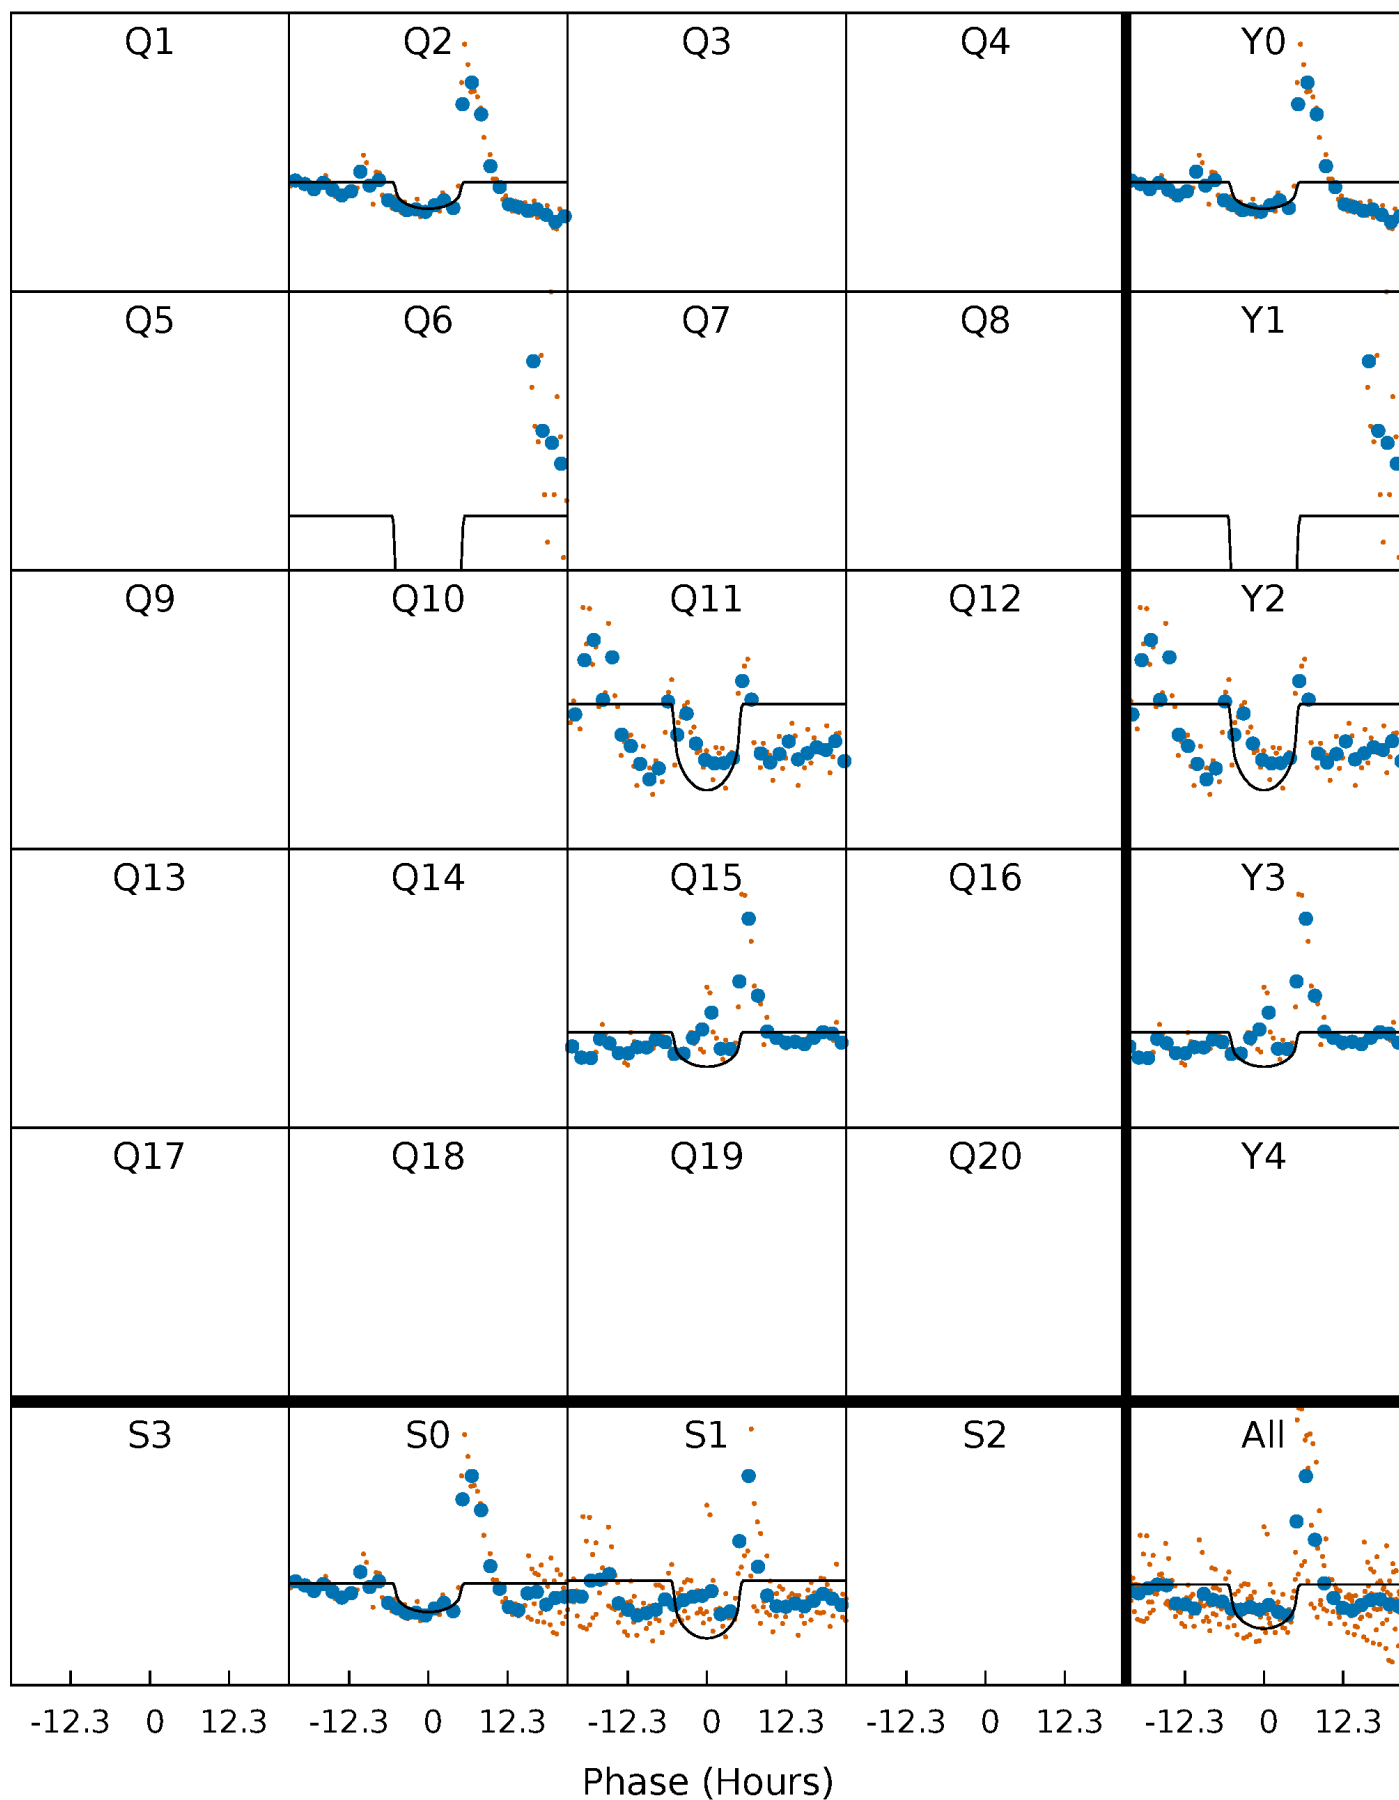 Q1 Q2 Q3 Q4 Y0
Q5 Q6 Q7 Q8 Y1
Q9 Q10 Q11 Q12 Y2
Q13 Q14 Q15 Q16 Y3
Q17 Q18 Q19 Q20 Y4
S3 S0 S1 S2 All
-12.3 0 12.3 -12.3 0 12.3 -12.3 0 12.3 -12.3 0 12.3 -12.3 0 12.3
Phase (Hours)